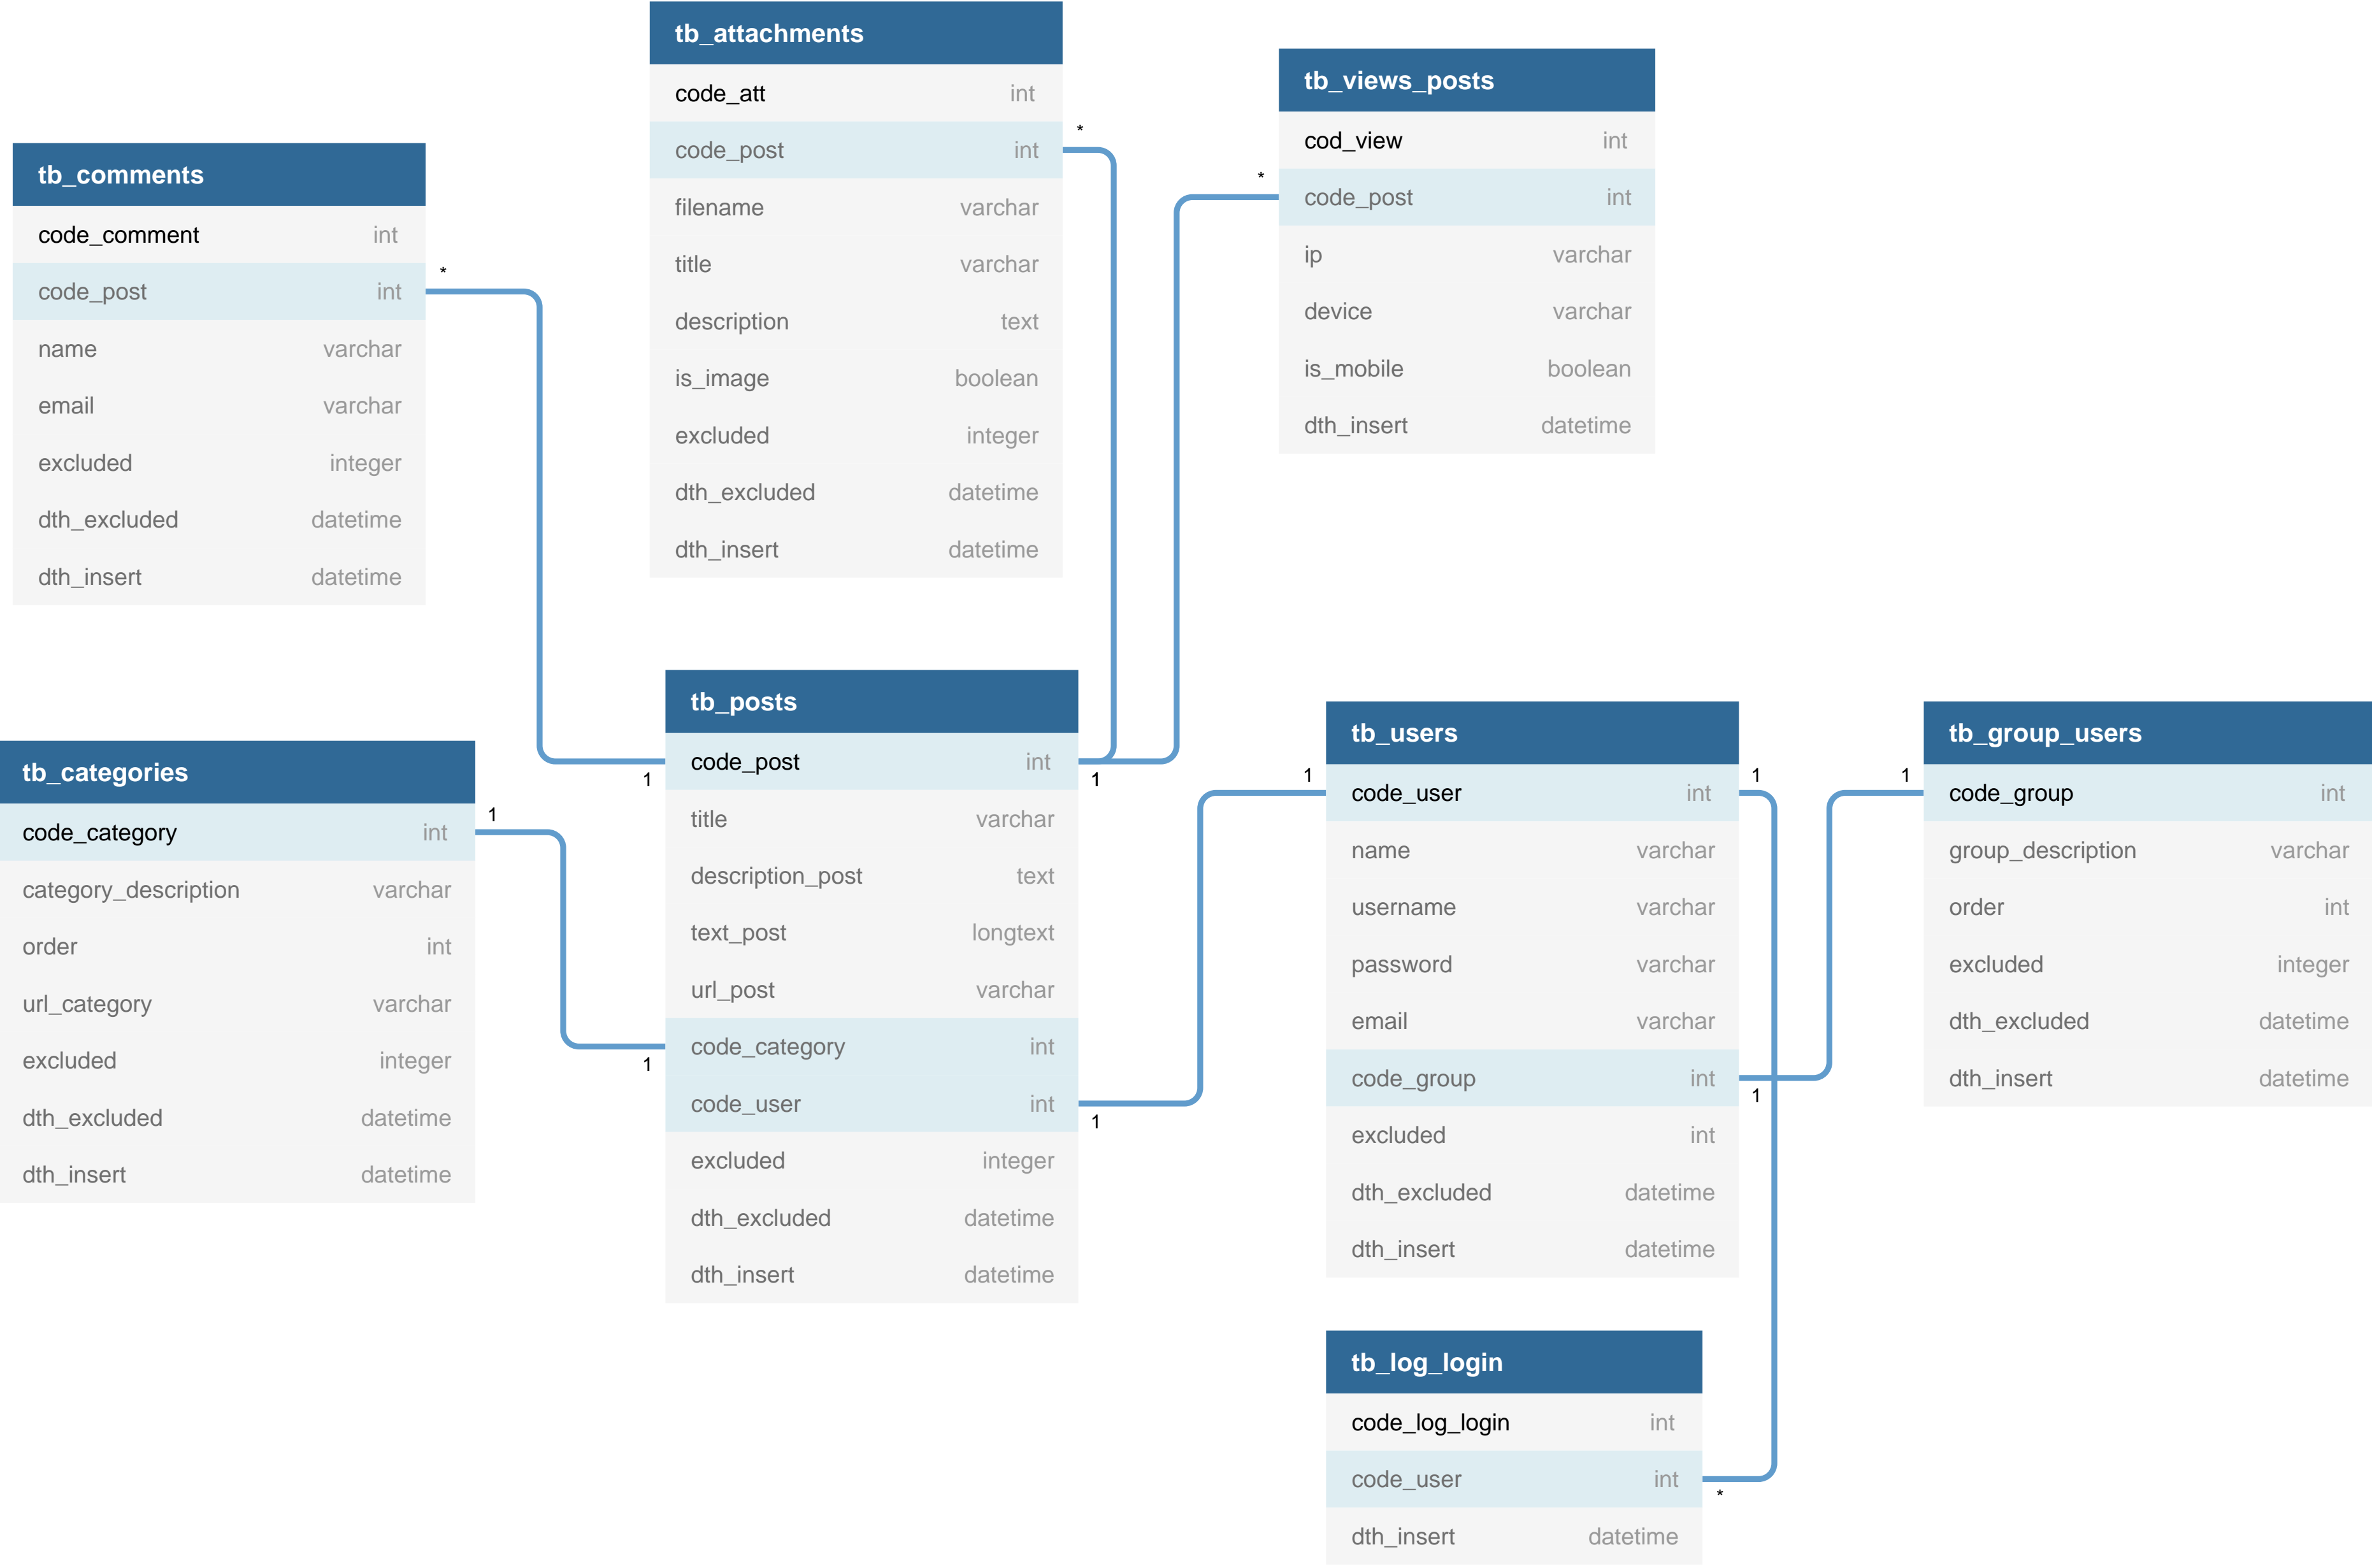 tb_attachments
code_att int
code_post int
filename varchar
title varchar
description text
is_image boolean
excluded integer
dth_excluded datetime
dth_insert datetime
*
tb_views_posts
cod_view int
code_post int
ip varchar
device varchar
is_mobile boolean
dth_insert datetime
*
tb_comments
code_comment int
code_post int
name varchar
email varchar
excluded integer
dth_excluded datetime
dth_insert datetime
*
tb_categories
code_category int
category_description varchar
order int
url_category varchar
excluded integer
dth_excluded datetime
dth_insert datetime
1
tb_posts
1
code_post int
1
title varchar
description_post text
text_post longtext
url_post varchar
code_category int
1
code_user int
1
excluded integer
dth_excluded datetime
dth_insert datetime
tb_users
1
code_user int
1
name varchar
username varchar
password varchar
email varchar
code_group int
1
excluded int
dth_excluded datetime
dth_insert datetime
tb_group_users
1
code_group int
group_description varchar
order int
excluded integer
dth_excluded datetime
dth_insert datetime
tb_log_login
code_log_login int
code_user int
*
dth_insert datetime